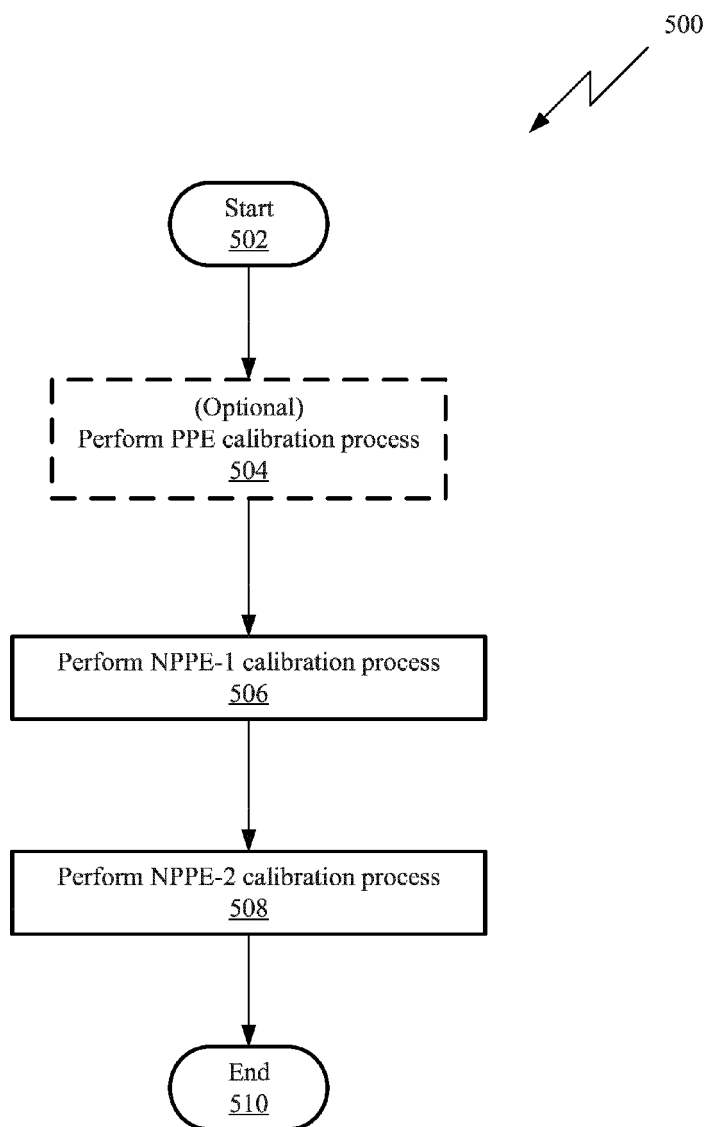 500
Start
502
(Optional)
Perform PPE calibration process
504
Perform NPPE-1 calibration process
506
Perform NPPE-2 calibration process
508
End
510